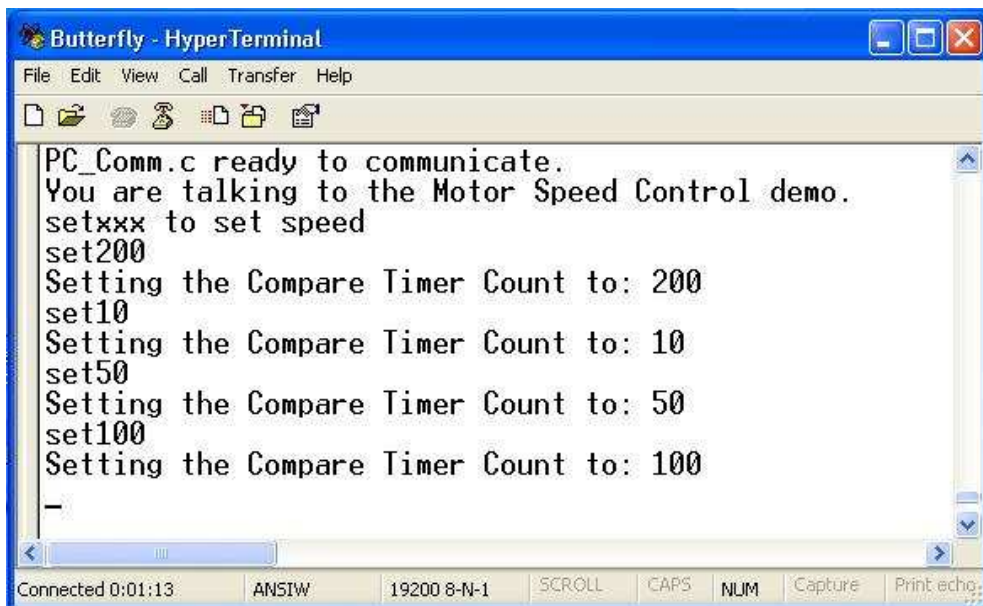 Butterfly - HyperTerminal
File Edit View Call Transfer Help
PC_Comm.c ready to communicate.
You are talking to the Motor Speed Control demo.
setxxx to set speed
set200
Setting the Compare Timer Count to: 200
set10
Setting the Compare Timer Count to: 10
set50
Setting the Compare Timer Count to: 50
set100
Setting the Compare Timer Count to: 100
_
Connected 0:01:13 ANSIW 19200 8-N-1 SCROLL CAPS NUM Capture Print echo